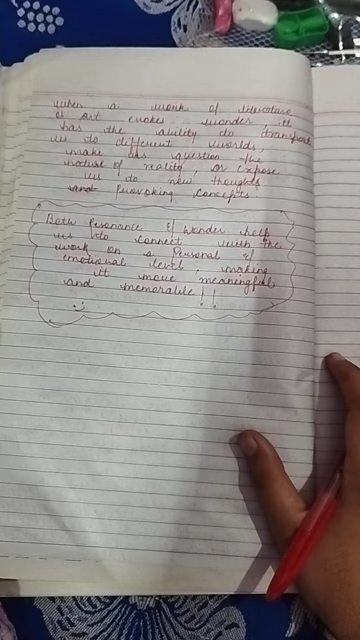 when a work of literature
or art evokes wonder, it
has the ability to transport
us to different worlds,
make us question the
nature of reality, or expose
us to new thoughts
and Provoking concepts
Both Resonance & Wonder help
us to connect with the
work on a Personal &
emotional level, making
it more meaningful
and memorable !!